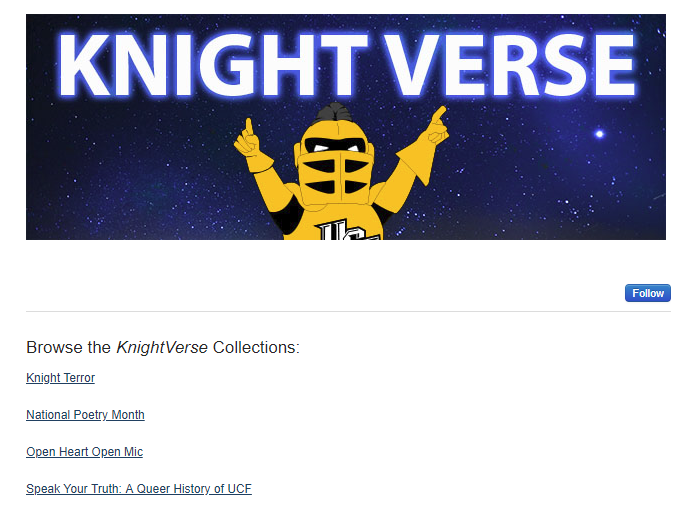 KNIGHT VERSE
UCF
Follow
Browse the KnightVerse Collections:
Knight Terror
National Poetry Month
Open Heart Open Mic
Speak Your Truth: A Queer History of UCF